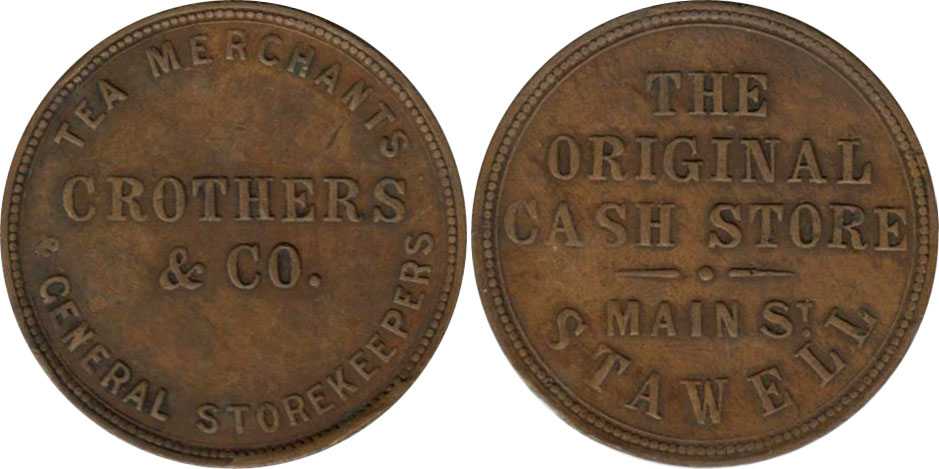 TEA MERCHANTS
CROTHERS
& CO.
& GENERAL STOREKEEPERS
THE
ORIGINAL
CASH STORE
MAIN ST
STAWELL